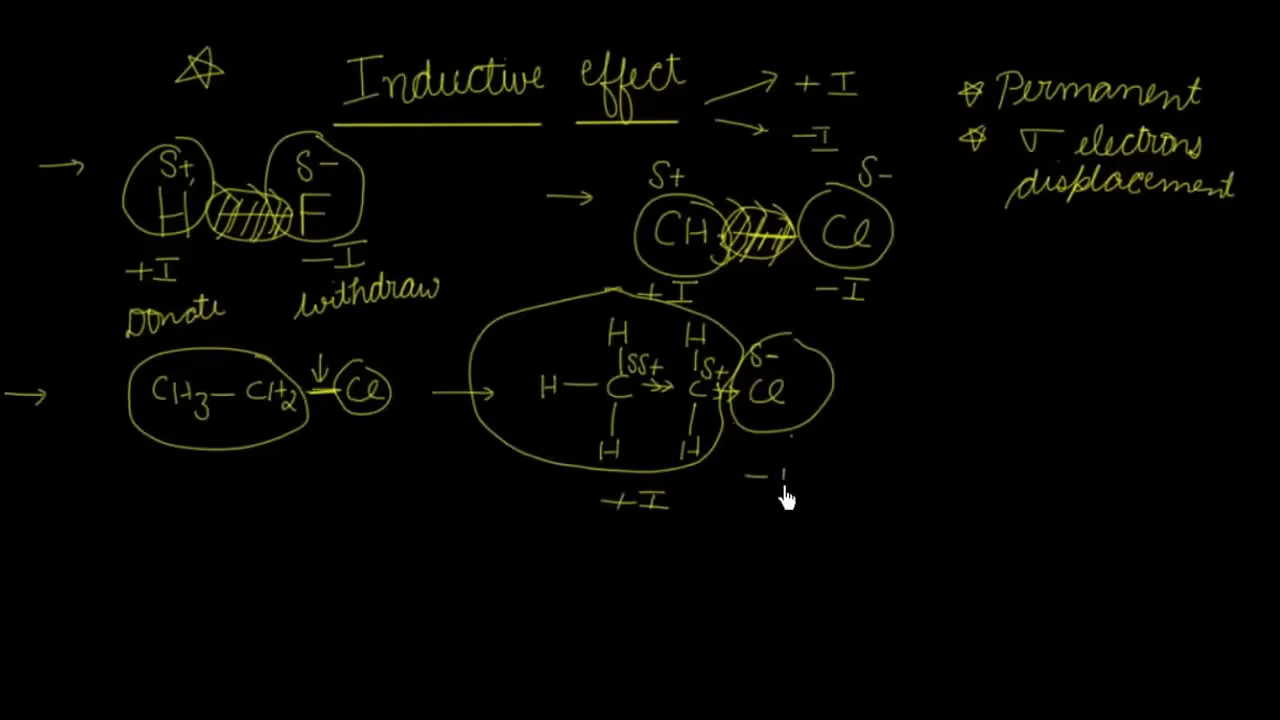 Inductive effect
+I
-I
☆ Permanent
☆ σ electrons
displacement
δ+ δ-
H F
+I -I
Donate withdraw
δ+ δ-
CH3 Cl
+I -I
CH3-CH2-Cl
H H
δδ+ δ+ δ-
H-C C Cl
H H
+I -